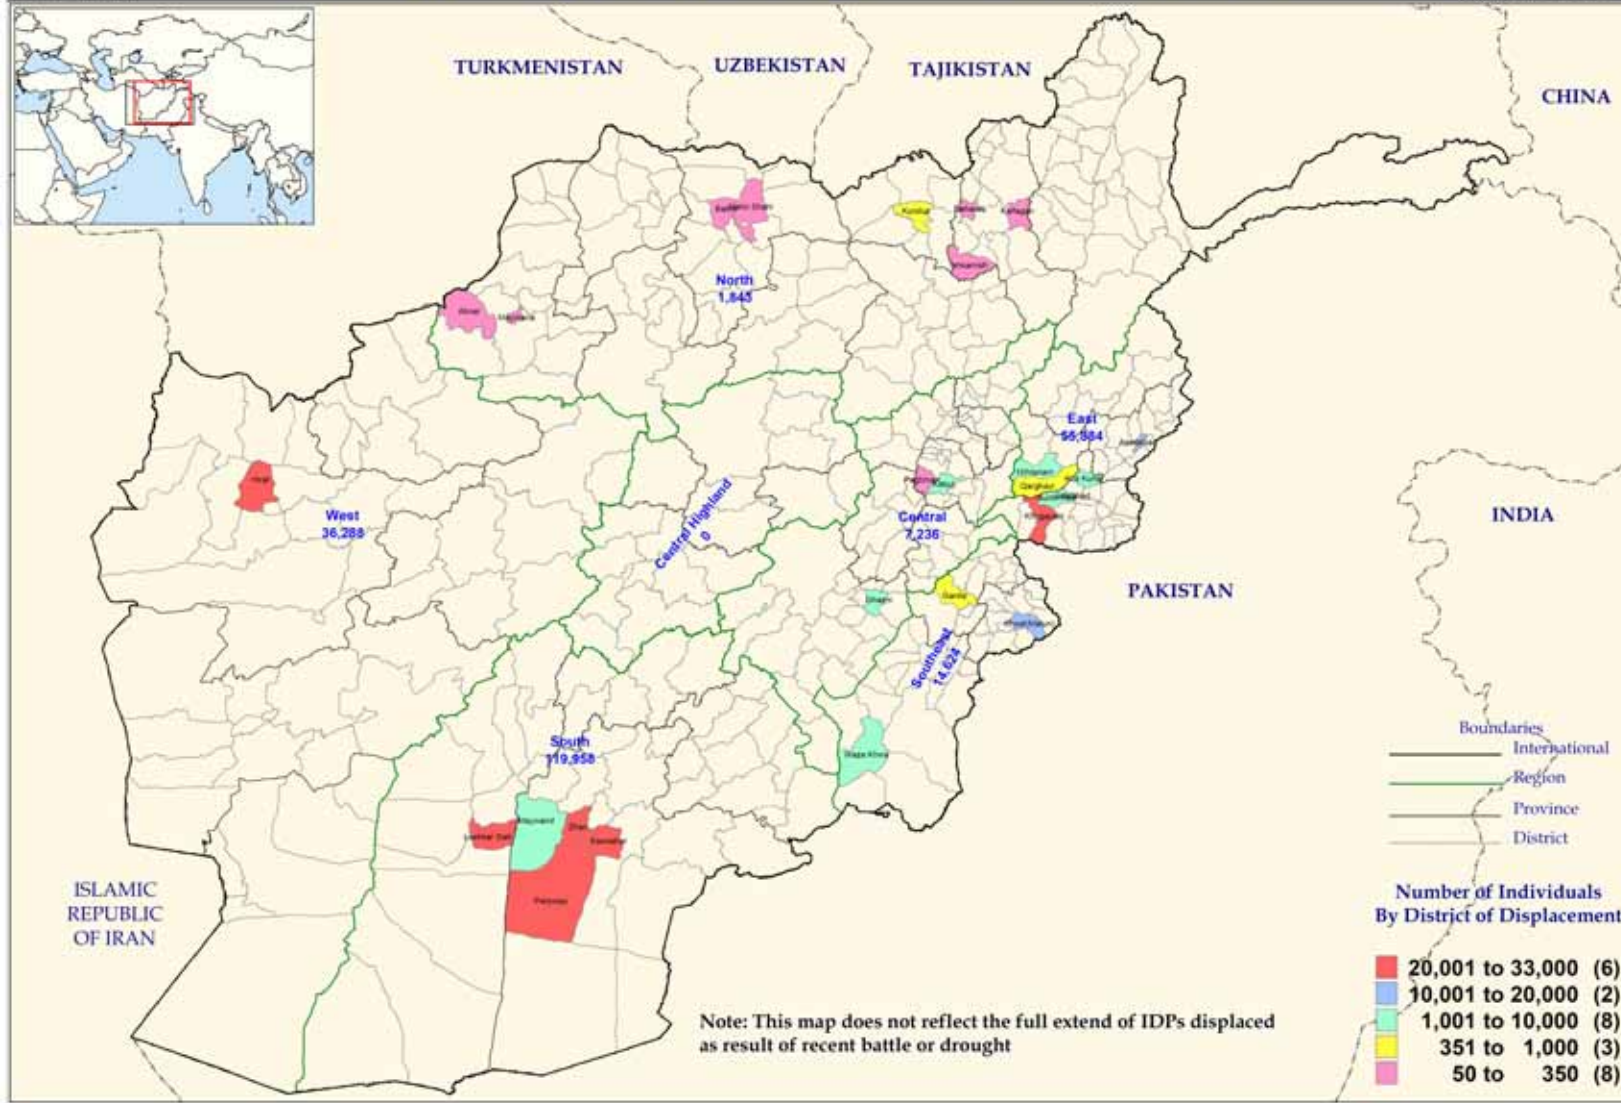 TURKMENISTAN
UZBEKISTAN
TAJIKISTAN
CHINA
North
East
West
36,288
Central Highland
0
Central
7,236
INDIA
PAKISTAN
Southeast
14,624
South
119,958
Waza Khwa
Maywand
ISLAMIC
REPUBLIC
OF IRAN
Boundaries
International
Region
Province
District
Number of Individuals
By District of Displacement
20,001 to 33,000 (6)
10,001 to 20,000 (2)
1,001 to 10,000 (8)
351 to 1,000 (3)
50 to 350 (8)
Note: This map does not reflect the full extend of IDPs displaced
as result of recent battle or drought